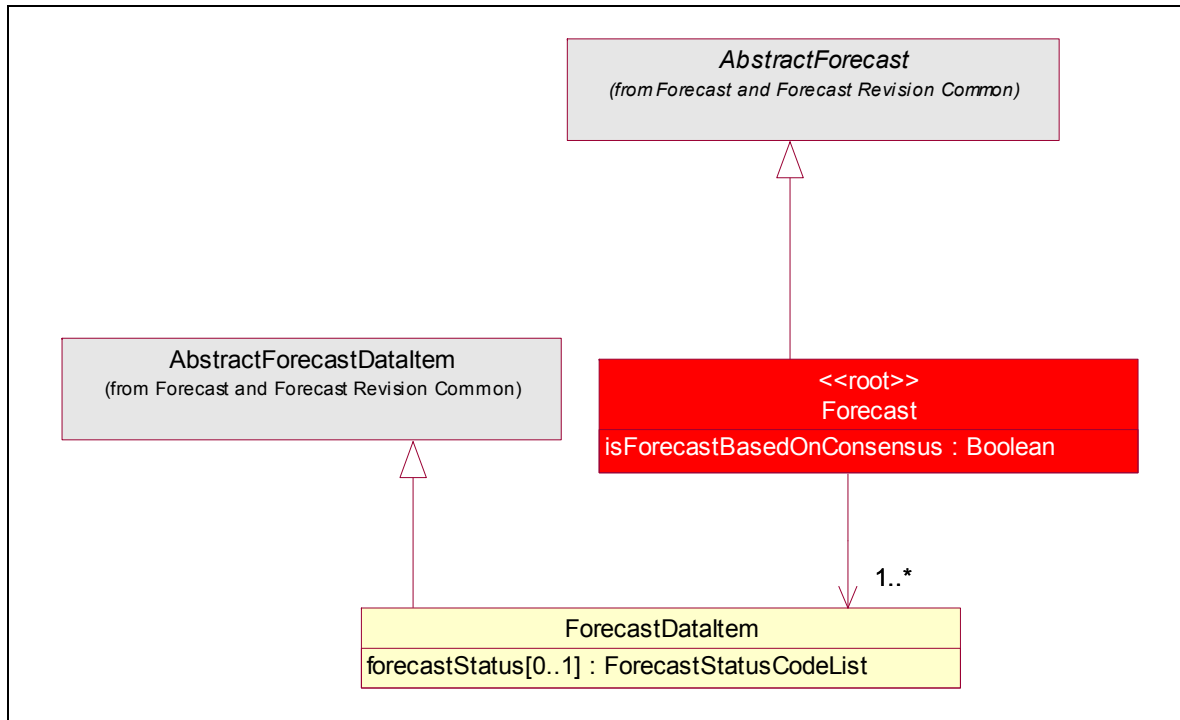 AbstractForecast
(from Forecast and Forecast Revision Common)
AbstractForecastDataItem
(from Forecast and Forecast Revision Common)
<<root>>
Forecast
isForecastBasedOnConsensus : Boolean
1..*
ForecastDataItem
forecastStatus[0..1] : ForecastStatusCodeList